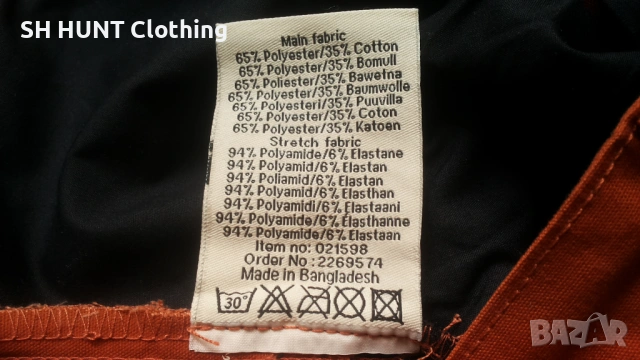 SH HUNT Clothing
Main fabric
65% Polyester/35% Cotton
65% Polyester/35% Bomull
65% Poliester/35% Bawełna
65% Polyester/35% Baumwolle
65% Polyesteri/35% Puuvilla
65% Polyester/35% Coton
65% Polyester/35% Katoen
Stretch fabric
94% Polyamide/6% Elastane
94% Polyamid/6% Elastan
94% Poliamid/6% Elastan
94% Polyamid/6% Elasthan
94% Polyamidi/6% Elastaani
94% Polyamide/6% Elasthanne
94% Polyamide/6% Elastaan
Item no: 021598
Order No :2269574
Made in Bangladesh
30°
BAZAR